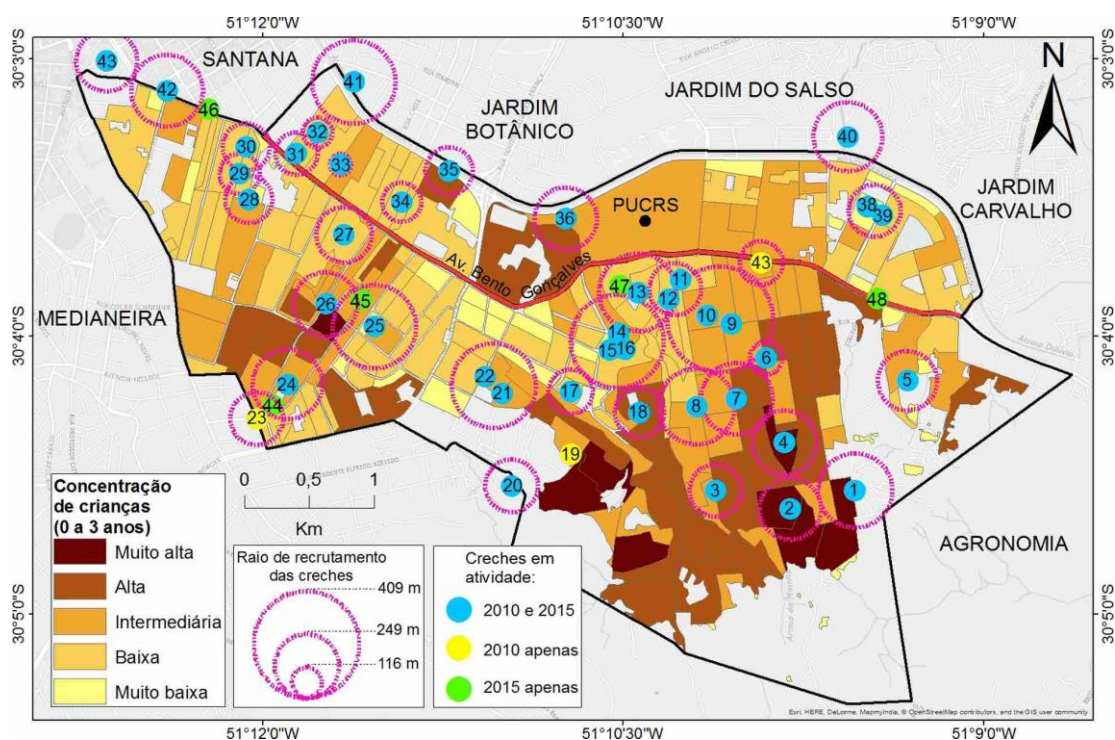 51°12'0"W
51°10'30"W
51°9'0"W
30°3'0"S
30°3'0"S
30°4'0"S
30°4'0"S
30°5'0"S
30°5'0"S
N
SANTANA
JARDIM
BOTÂNICO
JARDIM DO SALSO
JARDIM
CARVALHO
PUCRS
MEDIANEIRA
AGRONOMIA
Av. Bento Gonçalves
43
42
46
41
40
32
30
31
33
35
29
28
34
38
39
36
27
43
11
47
13
12
48
26
45
25
10
9
14
15
16
6
24
22
21
17
5
44
23
18
8
7
4
19
20
3
2
1
Concentração
de crianças
(0 a 3 anos)
Muito alta
Alta
Intermediária
Baixa
Muito baixa
0
0,5
1
Km
Raio de recrutamento
das creches
409 m
249 m
116 m
Creches em
atividade:
2010 e 2015
2010 apenas
2015 apenas
Esri, HERE, DeLorme, MapmyIndia, © OpenStreetMap contributors, and the GIS user community
51°12'0"W
51°10'30"W
51°9'0"W